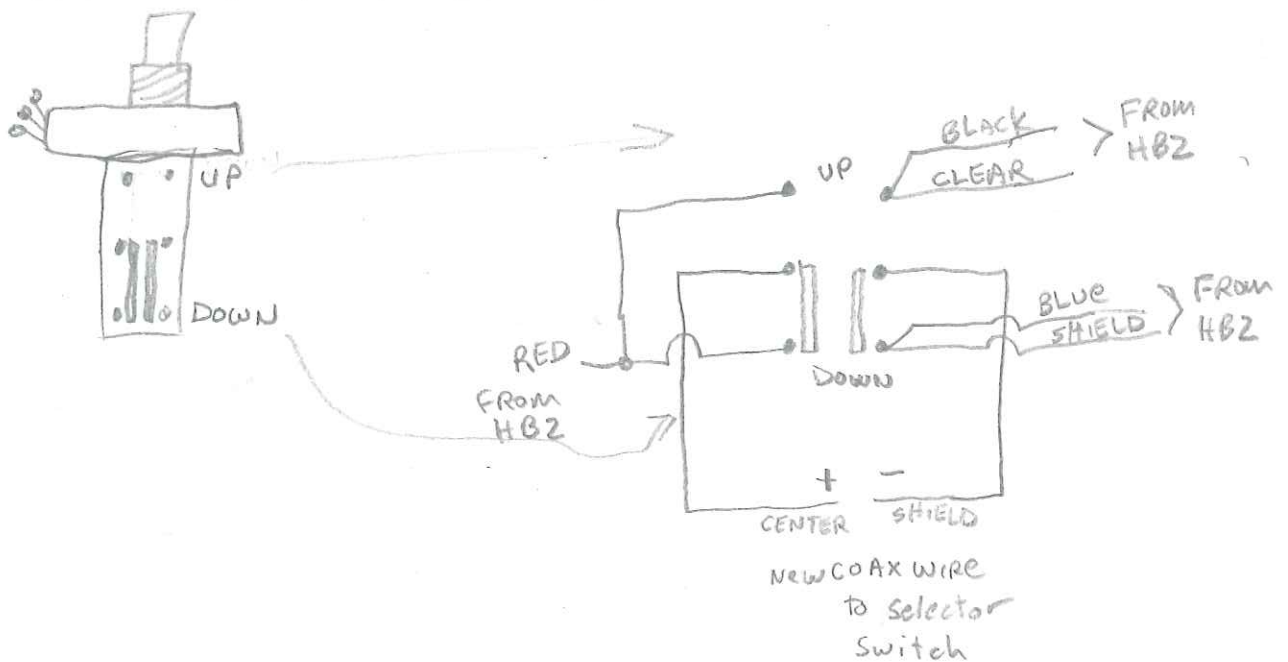 UP
DOWN
UP
BLACK
CLEAR
FROM
HB2
RED
FROM
HB2
DOWN
BLUE
SHIELD
FROM
HB2
+ -
CENTER SHIELD
NEW COAX WIRE
to selector
switch